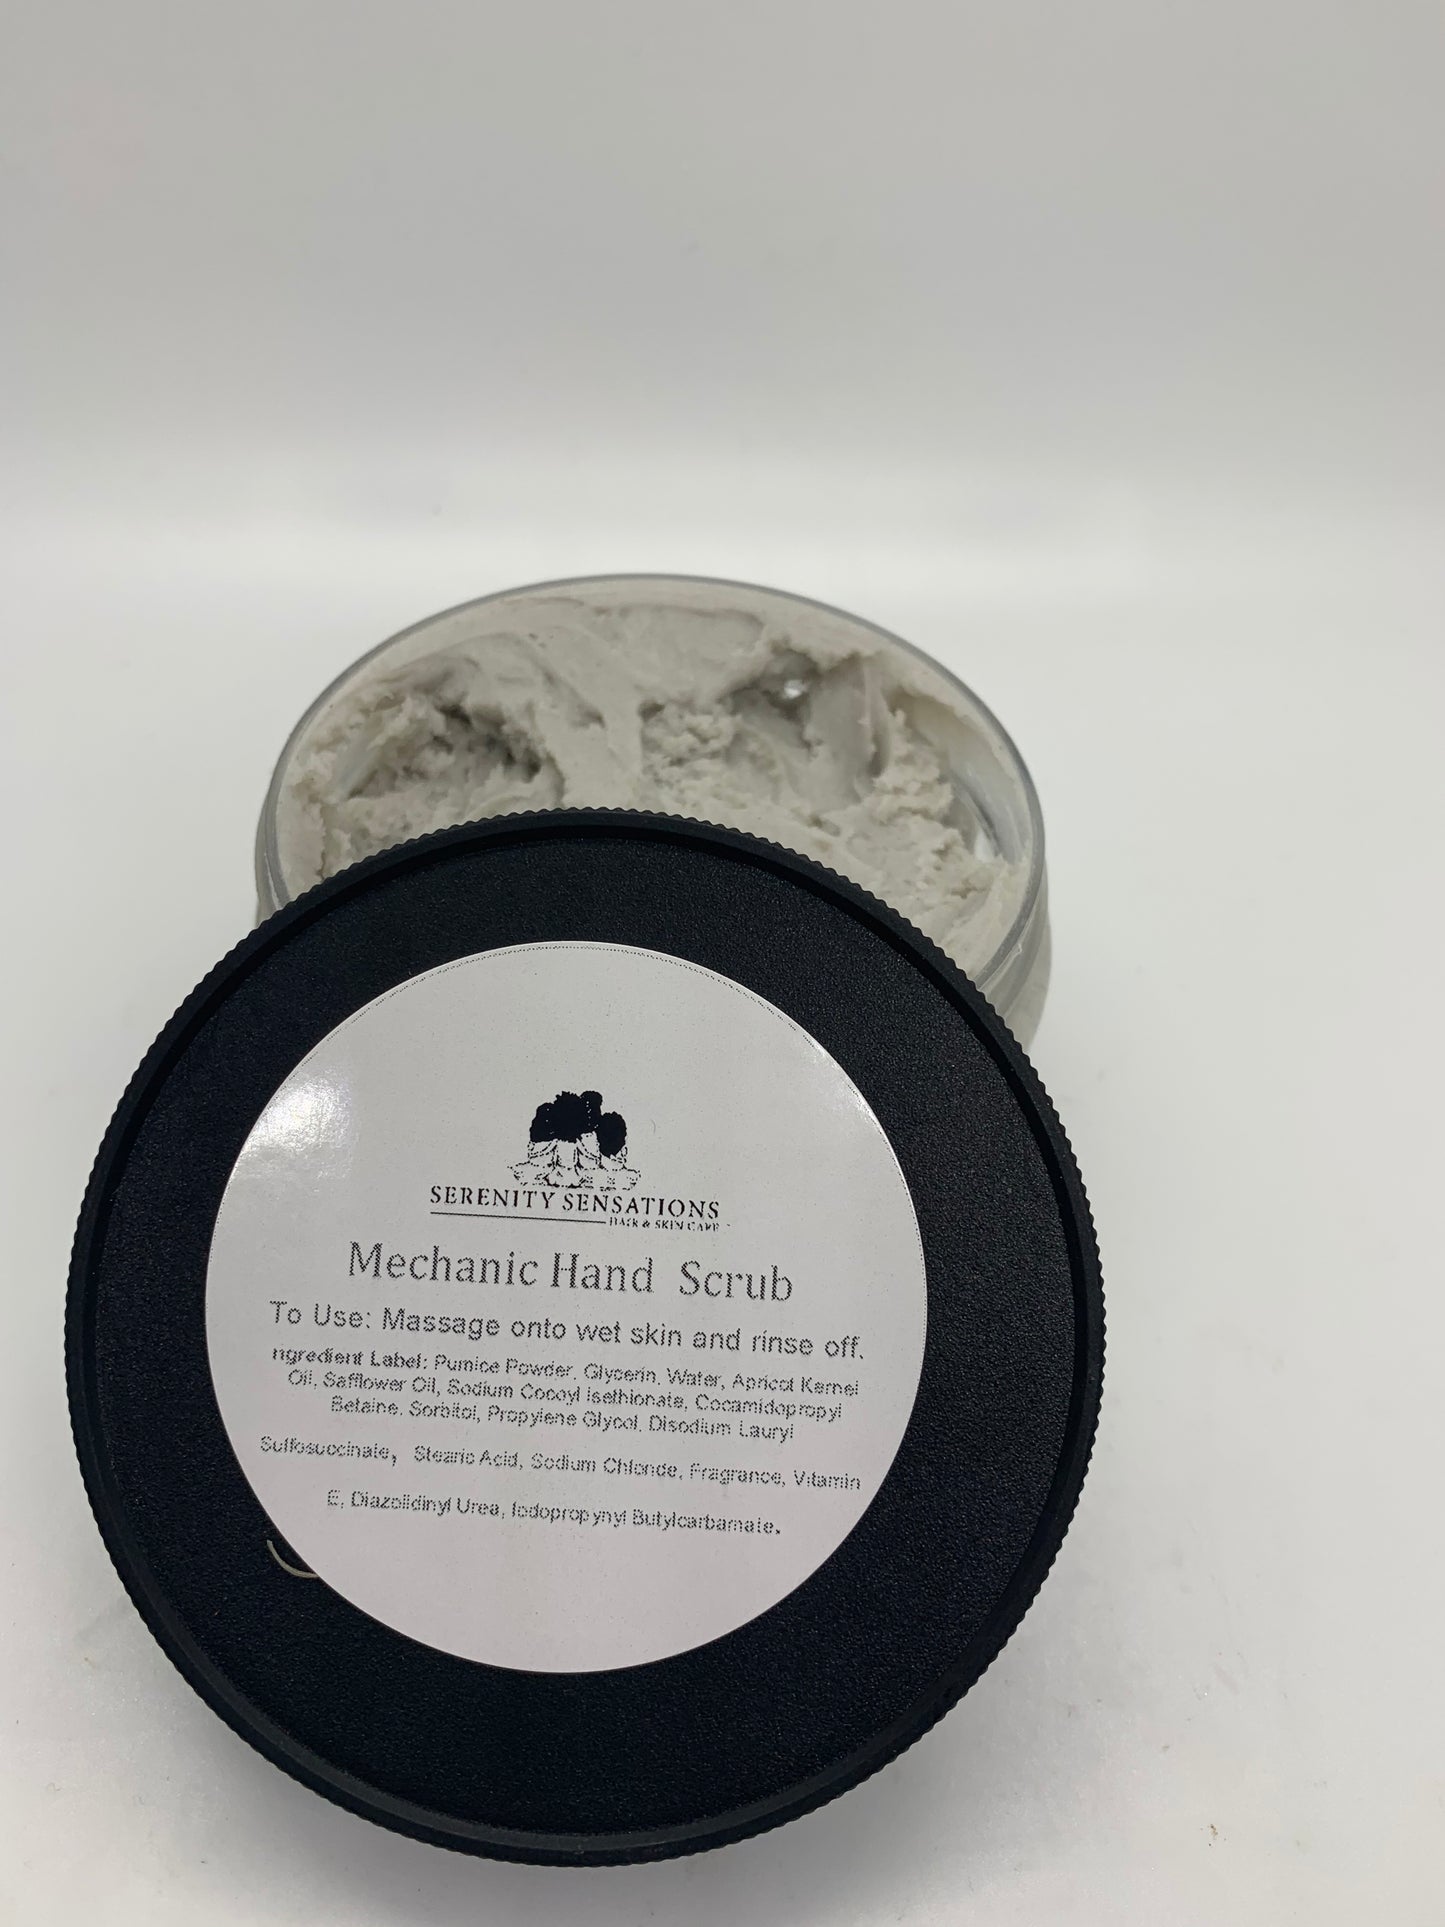 SERENITY SENSATIONS
HAIR & SKIN CARE
Mechanic Hand Scrub
To Use: Massage onto wet skin and rinse off.
ngredient Label: Pumice Powder, Glycerin, Water, Apricot Kernel
Oil, Safflower Oil, Sodium Cocoyl Isethionate, Cocamidopropyl
Betaine, Sorbitol, Propylene Glycol, Disodium Lauryl
Sulfosuccinate, Stearic Acid, Sodium Chloride, Fragrance, Vitamin
E, Diazolidinyl Urea, Iodopropynyl Butylcarbamate.